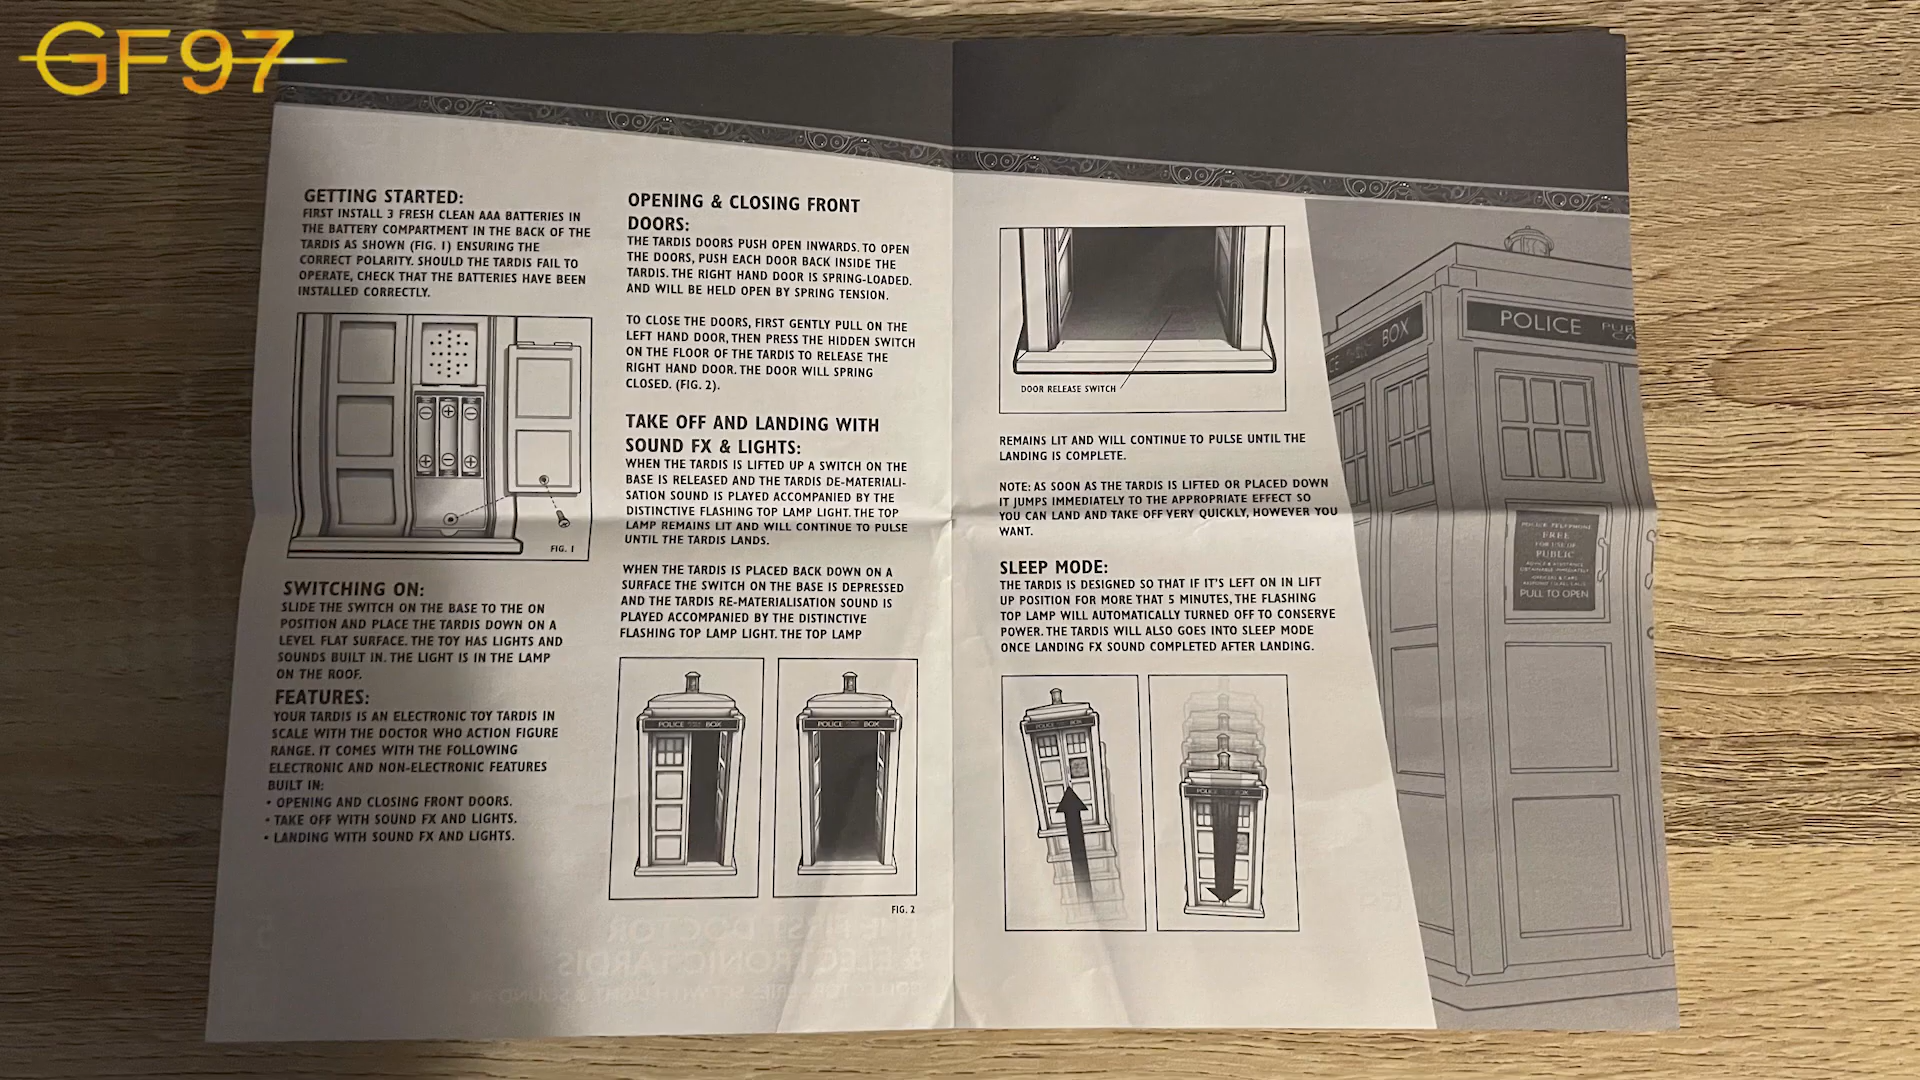 GF97
GETTING STARTED:
FIRST INSTALL 3 FRESH CLEAN AAA BATTERIES IN
THE BATTERY COMPARTMENT IN THE BACK OF THE
TARDIS AS SHOWN (FIG. 1) ENSURING THE
CORRECT POLARITY. SHOULD THE TARDIS FAIL TO
OPERATE, CHECK THAT THE BATTERIES HAVE BEEN
INSTALLED CORRECTLY.
FIG. 1
SWITCHING ON:
SLIDE THE SWITCH ON THE BASE TO THE ON
POSITION AND PLACE THE TARDIS DOWN ON A
LEVEL FLAT SURFACE. THE TOY HAS LIGHTS AND
SOUNDS BUILT IN. THE LIGHT IS IN THE LAMP
ON THE ROOF.
FEATURES:
YOUR TARDIS IS AN ELECTRONIC TOY TARDIS IN
SCALE WITH THE DOCTOR WHO ACTION FIGURE
RANGE. IT COMES WITH THE FOLLOWING
ELECTRONIC AND NON-ELECTRONIC FEATURES
BUILT IN:
• OPENING AND CLOSING FRONT DOORS.
• TAKE OFF WITH SOUND FX AND LIGHTS.
• LANDING WITH SOUND FX AND LIGHTS.
OPENING & CLOSING FRONT
DOORS:
THE TARDIS DOORS PUSH OPEN INWARDS. TO OPEN
THE DOORS, PUSH EACH DOOR BACK INSIDE THE
TARDIS. THE RIGHT HAND DOOR IS SPRING-LOADED.
AND WILL BE HELD OPEN BY SPRING TENSION.
TO CLOSE THE DOORS, FIRST GENTLY PULL ON THE
LEFT HAND DOOR, THEN PRESS THE HIDDEN SWITCH
ON THE FLOOR OF THE TARDIS TO RELEASE THE
RIGHT HAND DOOR. THE DOOR WILL SPRING
CLOSED. (FIG. 2).
TAKE OFF AND LANDING WITH
SOUND FX & LIGHTS:
WHEN THE TARDIS IS LIFTED UP A SWITCH ON THE
BASE IS RELEASED AND THE TARDIS DE-MATERIALI-
SATION SOUND IS PLAYED ACCOMPANIED BY THE
DISTINCTIVE FLASHING TOP LAMP LIGHT. THE TOP
LAMP REMAINS LIT AND WILL CONTINUE TO PULSE
UNTIL THE TARDIS LANDS.
WHEN THE TARDIS IS PLACED BACK DOWN ON A
SURFACE THE SWITCH ON THE BASE IS DEPRESSED
AND THE TARDIS RE-MATERIALISATION SOUND IS
PLAYED ACCOMPANIED BY THE DISTINCTIVE
FLASHING TOP LAMP LIGHT. THE TOP LAMP
POLICE BOX
POLICE BOX
FIG. 2
DOOR RELEASE SWITCH
REMAINS LIT AND WILL CONTINUE TO PULSE UNTIL THE
LANDING IS COMPLETE.
NOTE: AS SOON AS THE TARDIS IS LIFTED OR PLACED DOWN
IT JUMPS IMMEDIATELY TO THE APPROPRIATE EFFECT SO
YOU CAN LAND AND TAKE OFF VERY QUICKLY, HOWEVER YOU
WANT.
SLEEP MODE:
THE TARDIS IS DESIGNED SO THAT IF IT'S LEFT ON IN LIFT
UP POSITION FOR MORE THAT 5 MINUTES, THE FLASHING
TOP LAMP WILL AUTOMATICALLY TURNED OFF TO CONSERVE
POWER. THE TARDIS WILL ALSO GOES INTO SLEEP MODE
ONCE LANDING FX SOUND COMPLETED AFTER LANDING.
POLICE BOX
POLICE BOX
BOX
POLICE PUB
POLICE TELEPHONE
FREE
FOR USE OF
PUBLIC
PULL TO OPEN